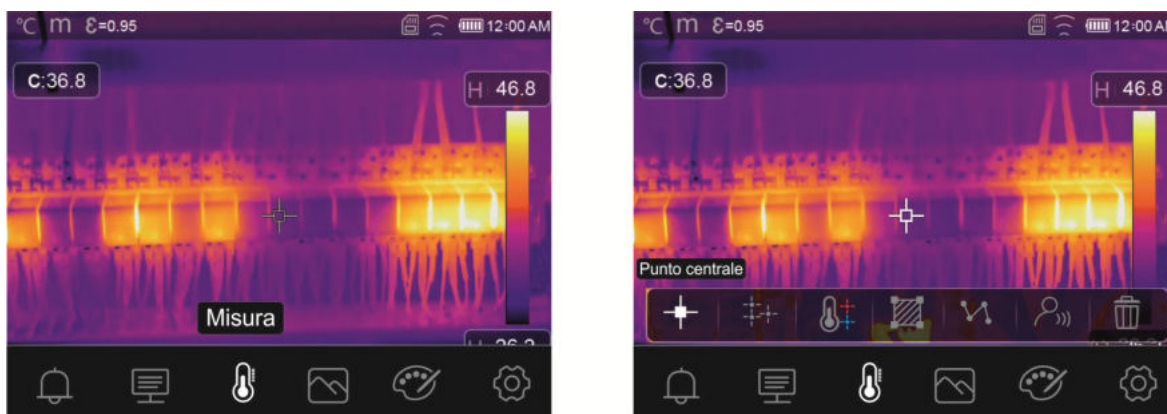 °C m Ɛ=0.95 12:00 AM
C:36.8
H 46.8
Misura
°C m Ɛ=0.95 12:00 AM
C:36.8
H 46.8
Punto centrale